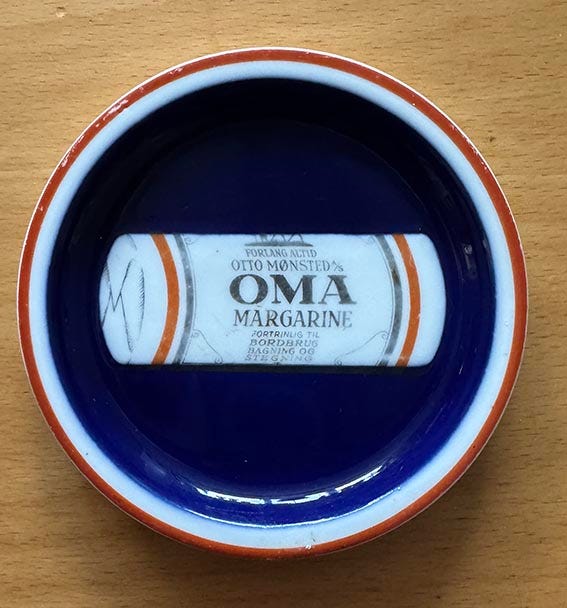 FORLANG ALTID
OTTO MØNSTED A/S
OMA
MARGARINE
FORTRINLIG TIL
BORDBRUG
BAGNING OG
STEGNING